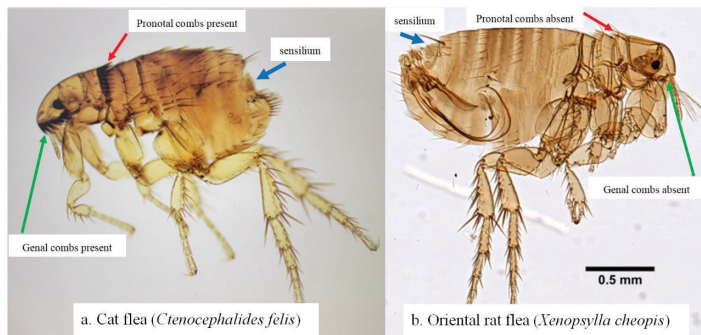 Pronotal combs present
sensilium
Genal combs present
a. Cat flea (Ctenocephalides felis)
Pronotal combs absent
sensilium
Genal combs absent
0.5 mm
b. Oriental rat flea (Xenopsylla cheopis)